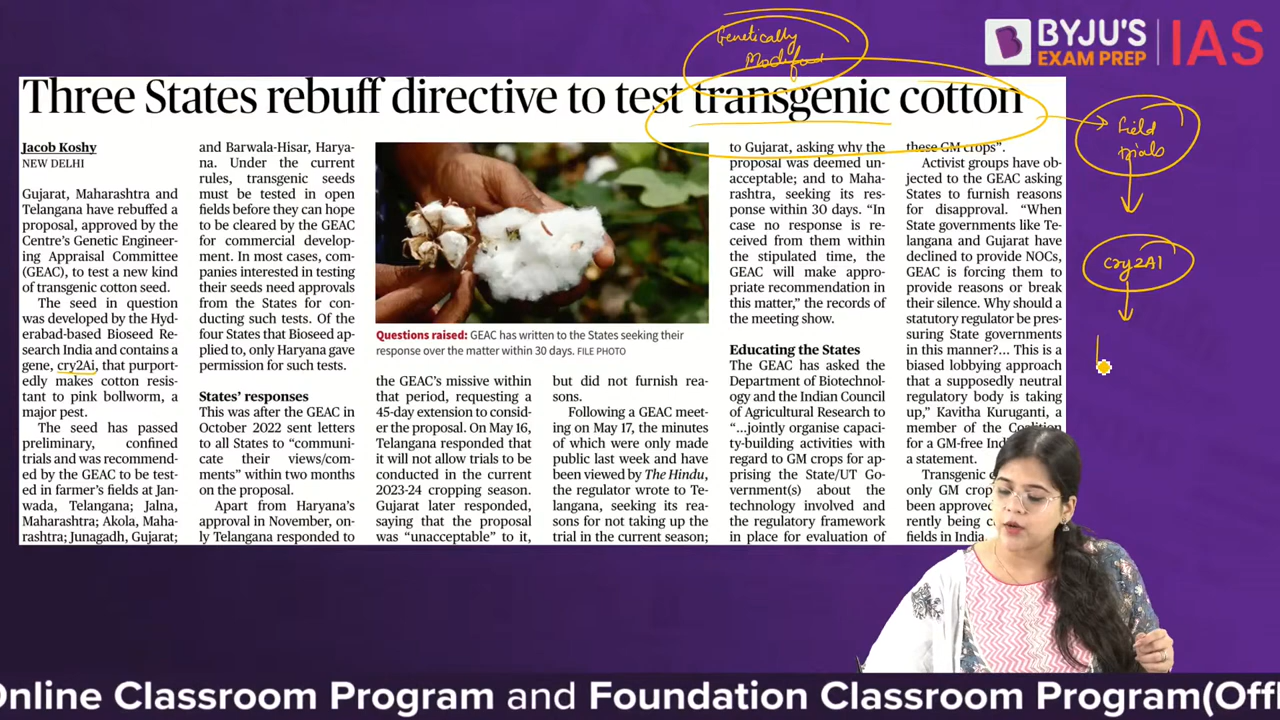 Genetically
Modified
BYJU'S
EXAM PREP
IAS
Three States rebuff directive to test transgenic cotton
Field
trials
cry2AI
Jacob Koshy
NEW DELHI
Gujarat, Maharashtra and
Telangana have rebuffed a
proposal, approved by the
Centre's Genetic Engineer-
ing Appraisal Committee
(GEAC), to test a new kind
of transgenic cotton seed.
The seed in question
was developed by the Hyd-
erabad-based Bioseed Re-
search India and contains a
gene, cry2Ai, that purport-
edly makes cotton resis-
tant to pink bollworm, a
major pest.
The seed has passed
preliminary, confined
trials and was recommend-
ed by the GEAC to be test-
ed in farmer's fields at Jan-
wada, Telangana; Jalna,
Maharashtra; Akola, Maha-
rashtra; Junagadh, Gujarat;
and Barwala-Hisar, Harya-
na. Under the current
rules, transgenic seeds
must be tested in open
fields before they can hope
to be cleared by the GEAC
for commercial develop-
ment. In most cases, com-
panies interested in testing
their seeds need approvals
from the States for con-
ducting such tests. Of the
four States that Bioseed ap-
plied to, only Haryana gave
permission for such tests.
States' responses
This was after the GEAC in
October 2022 sent letters
to all States to “communi-
cate their views/com-
ments” within two months
on the proposal.
Apart from Haryana's
approval in November, on-
ly Telangana responded to
Questions raised: GEAC has written to the States seeking their
response over the matter within 30 days. FILE PHOTO
the GEAC's missive within
that period, requesting a
45-day extension to consid-
er the proposal. On May 16,
Telangana responded that
it will not allow trials to be
conducted in the current
2023-24 cropping season.
Gujarat later responded,
saying that the proposal
was “unacceptable” to it,
but did not furnish rea-
sons.
Following a GEAC meet-
ing on May 17, the minutes
of which were only made
public last week and have
been viewed by The Hindu,
the regulator wrote to Te-
langana, seeking its rea-
sons for not taking up the
trial in the current season;
to Gujarat, asking why the
proposal was deemed un-
acceptable; and to Maha-
rashtra, seeking its res-
ponse within 30 days. “In
case no response is re-
ceived from them within
the stipulated time, the
GEAC will make appro-
priate recommendation in
this matter,” the records of
the meeting show.
Educating the States
The GEAC has asked the
Department of Biotechnol-
ogy and the Indian Council
of Agricultural Research to
“...jointly organise capaci-
ty-building activities with
regard to GM crops for ap-
prising the State/UT Go-
vernment(s) about the
technology involved and
the regulatory framework
in place for evaluation of
these GM crops”.
Activist groups have ob-
jected to the GEAC asking
States to furnish reasons
for disapproval. “When
State governments like Te-
langana and Gujarat have
declined to provide NOCs,
GEAC is forcing them to
provide reasons or break
their silence. Why should a
statutory regulator be pres-
suring State governments
in this manner?... This is a
biased lobbying approach
that a supposedly neutral
regulatory body is taking
up,” Kavitha Kuruganti, a
member of the
for a GM-free
a statement.
Transgenic
only GM
been approved
rently being
fields in India
Online Classroom Program and Foundation Classroom Program(Offl